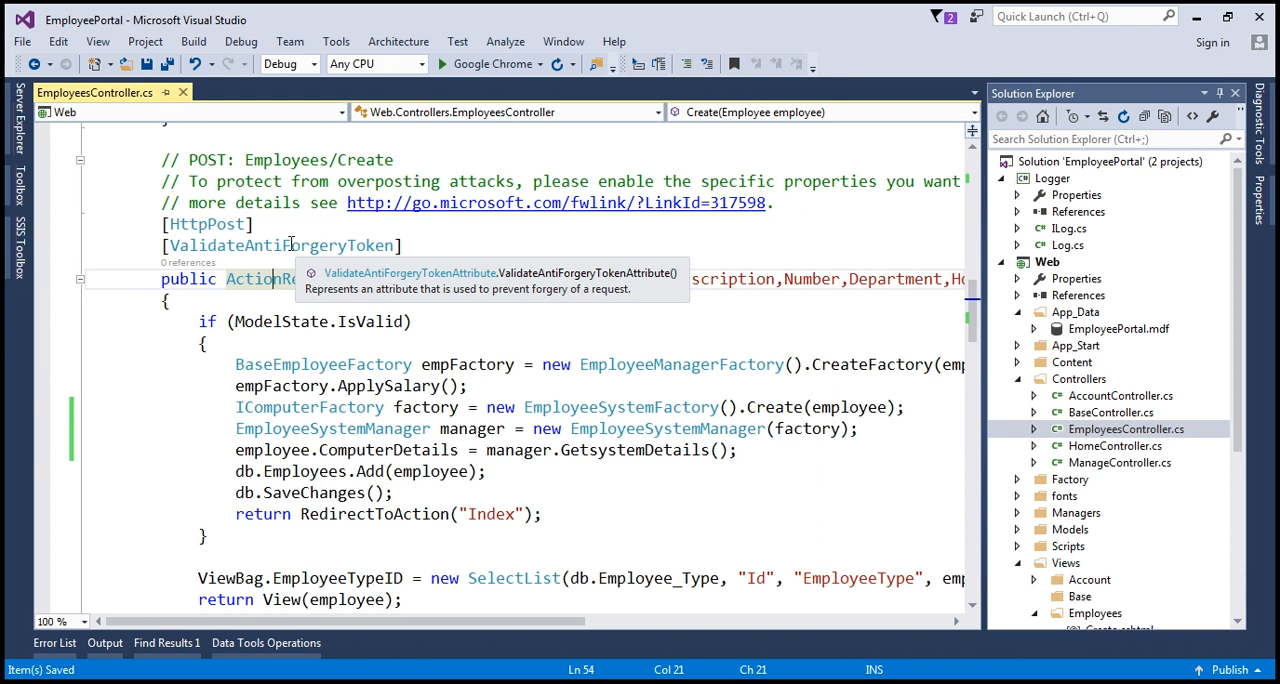 EmployeePortal - Microsoft Visual Studio
2
Quick Launch (Ctrl+Q)
File Edit View Project Build Debug Team Tools Architecture Test Analyze Window Help
Sign in
Debug Any CPU Google Chrome
Server Explorer
Toolbox
SSIS Toolbox
EmployeesController.cs
Web Web.Controllers.EmployeesController Create(Employee employee)
}
// POST: Employees/Create
// To protect from overposting attacks, please enable the specific properties you want
// more details see http://go.microsoft.com/fwlink/?LinkId=317598.
[HttpPost]
[ValidateAntiForgeryToken]
0 references
public ActionRe scription,Number,Department,Ho
ValidateAntiForgeryTokenAttribute.ValidateAntiForgeryTokenAttribute()
Represents an attribute that is used to prevent forgery of a request.
{
if (ModelState.IsValid)
{
BaseEmployeeFactory empFactory = new EmployeeManagerFactory().CreateFactory(emp
empFactory.ApplySalary();
IComputerFactory factory = new EmployeeSystemFactory().Create(employee);
EmployeeSystemManager manager = new EmployeeSystemManager(factory);
employee.ComputerDetails = manager.GetsystemDetails();
db.Employees.Add(employee);
db.SaveChanges();
return RedirectToAction("Index");
}
ViewBag.EmployeeTypeID = new SelectList(db.Employee_Type, "Id", "EmployeeType", emp
return View(employee);
100 %
Solution Explorer
Search Solution Explorer (Ctrl+;)
Solution 'EmployeePortal' (2 projects)
C# Logger
Properties
References
C# ILog.cs
C# Log.cs
Web
Properties
References
App_Data
EmployeePortal.mdf
App_Start
Content
Controllers
C# AccountController.cs
C# BaseController.cs
C# EmployeesController.cs
C# HomeController.cs
C# ManageController.cs
Factory
fonts
Managers
Models
Scripts
Views
Account
Base
Employees
Diagnostic Tools
Properties
Error List Output Find Results 1 Data Tools Operations
Item(s) Saved Ln 54 Col 21 Ch 21 INS Publish